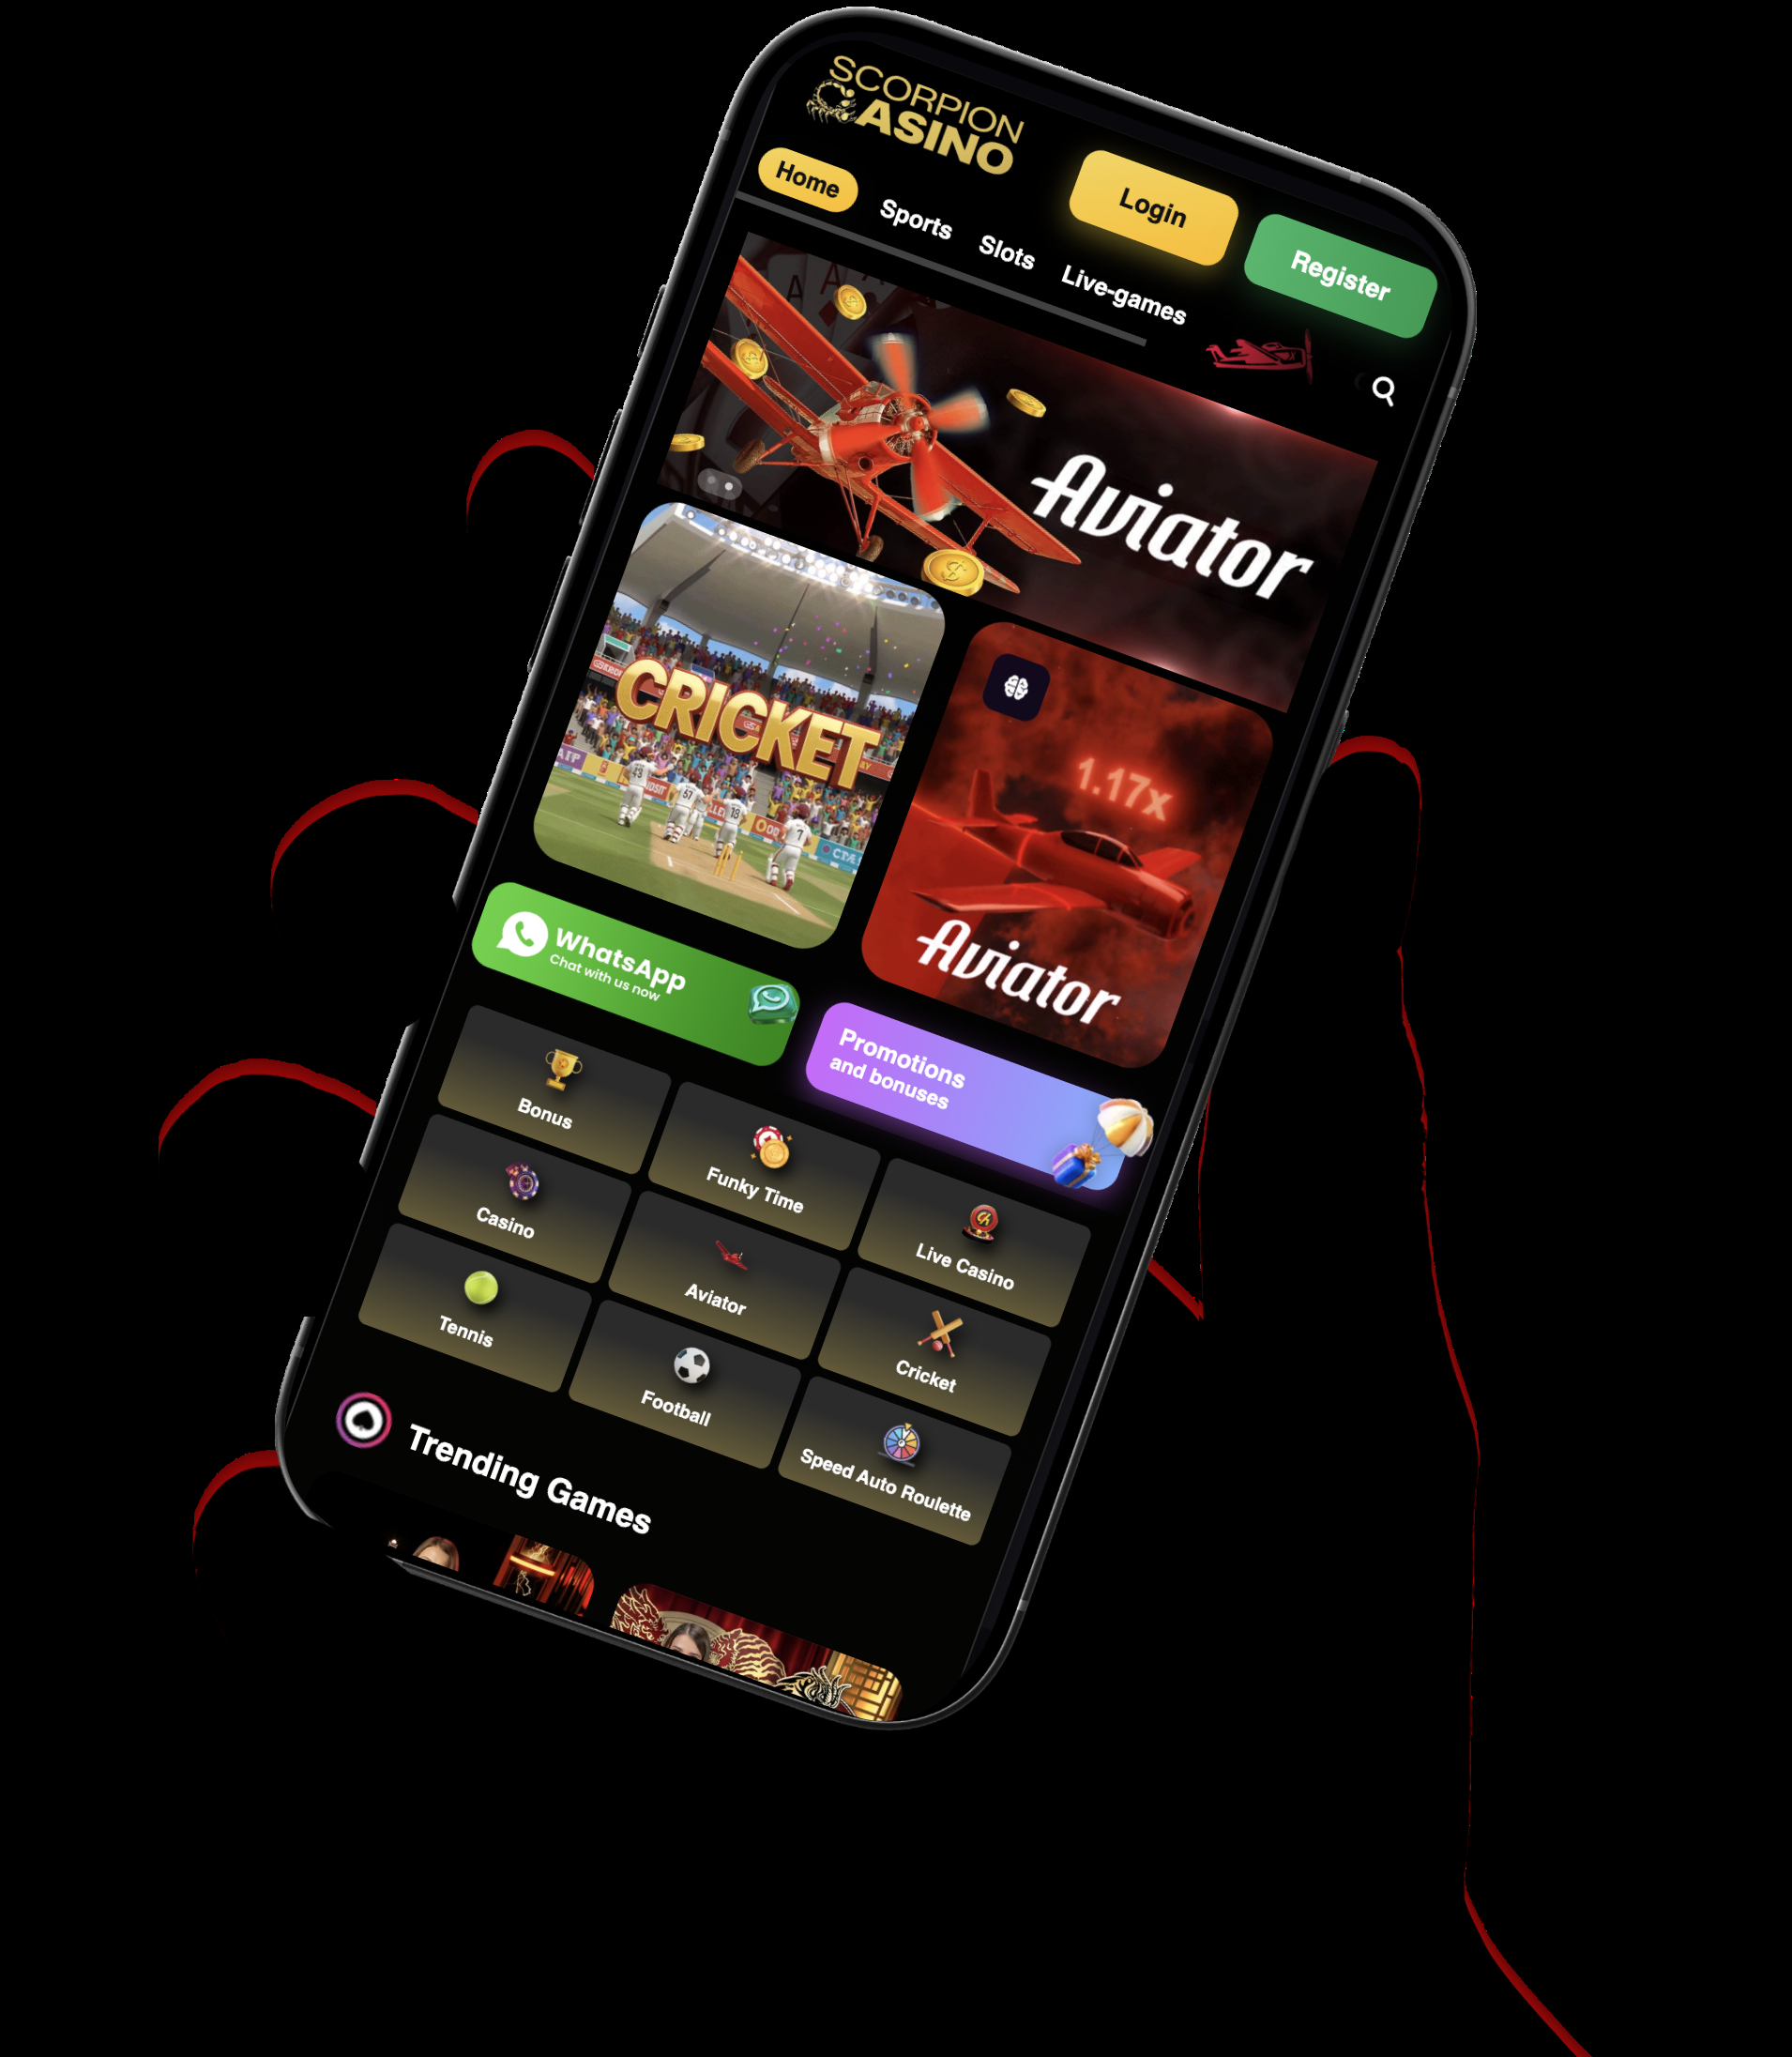 SCORPION
CASINO
Login
Register
Home
Sports
Slots
Live-games
Aviator
CRICKET
1.17x
Aviator
WhatsApp
Chat with us now
Promotions
and bonuses
Bonus
Funky Time
Live Casino
Casino
Aviator
Cricket
Tennis
Football
Speed Auto Roulette
Trending Games